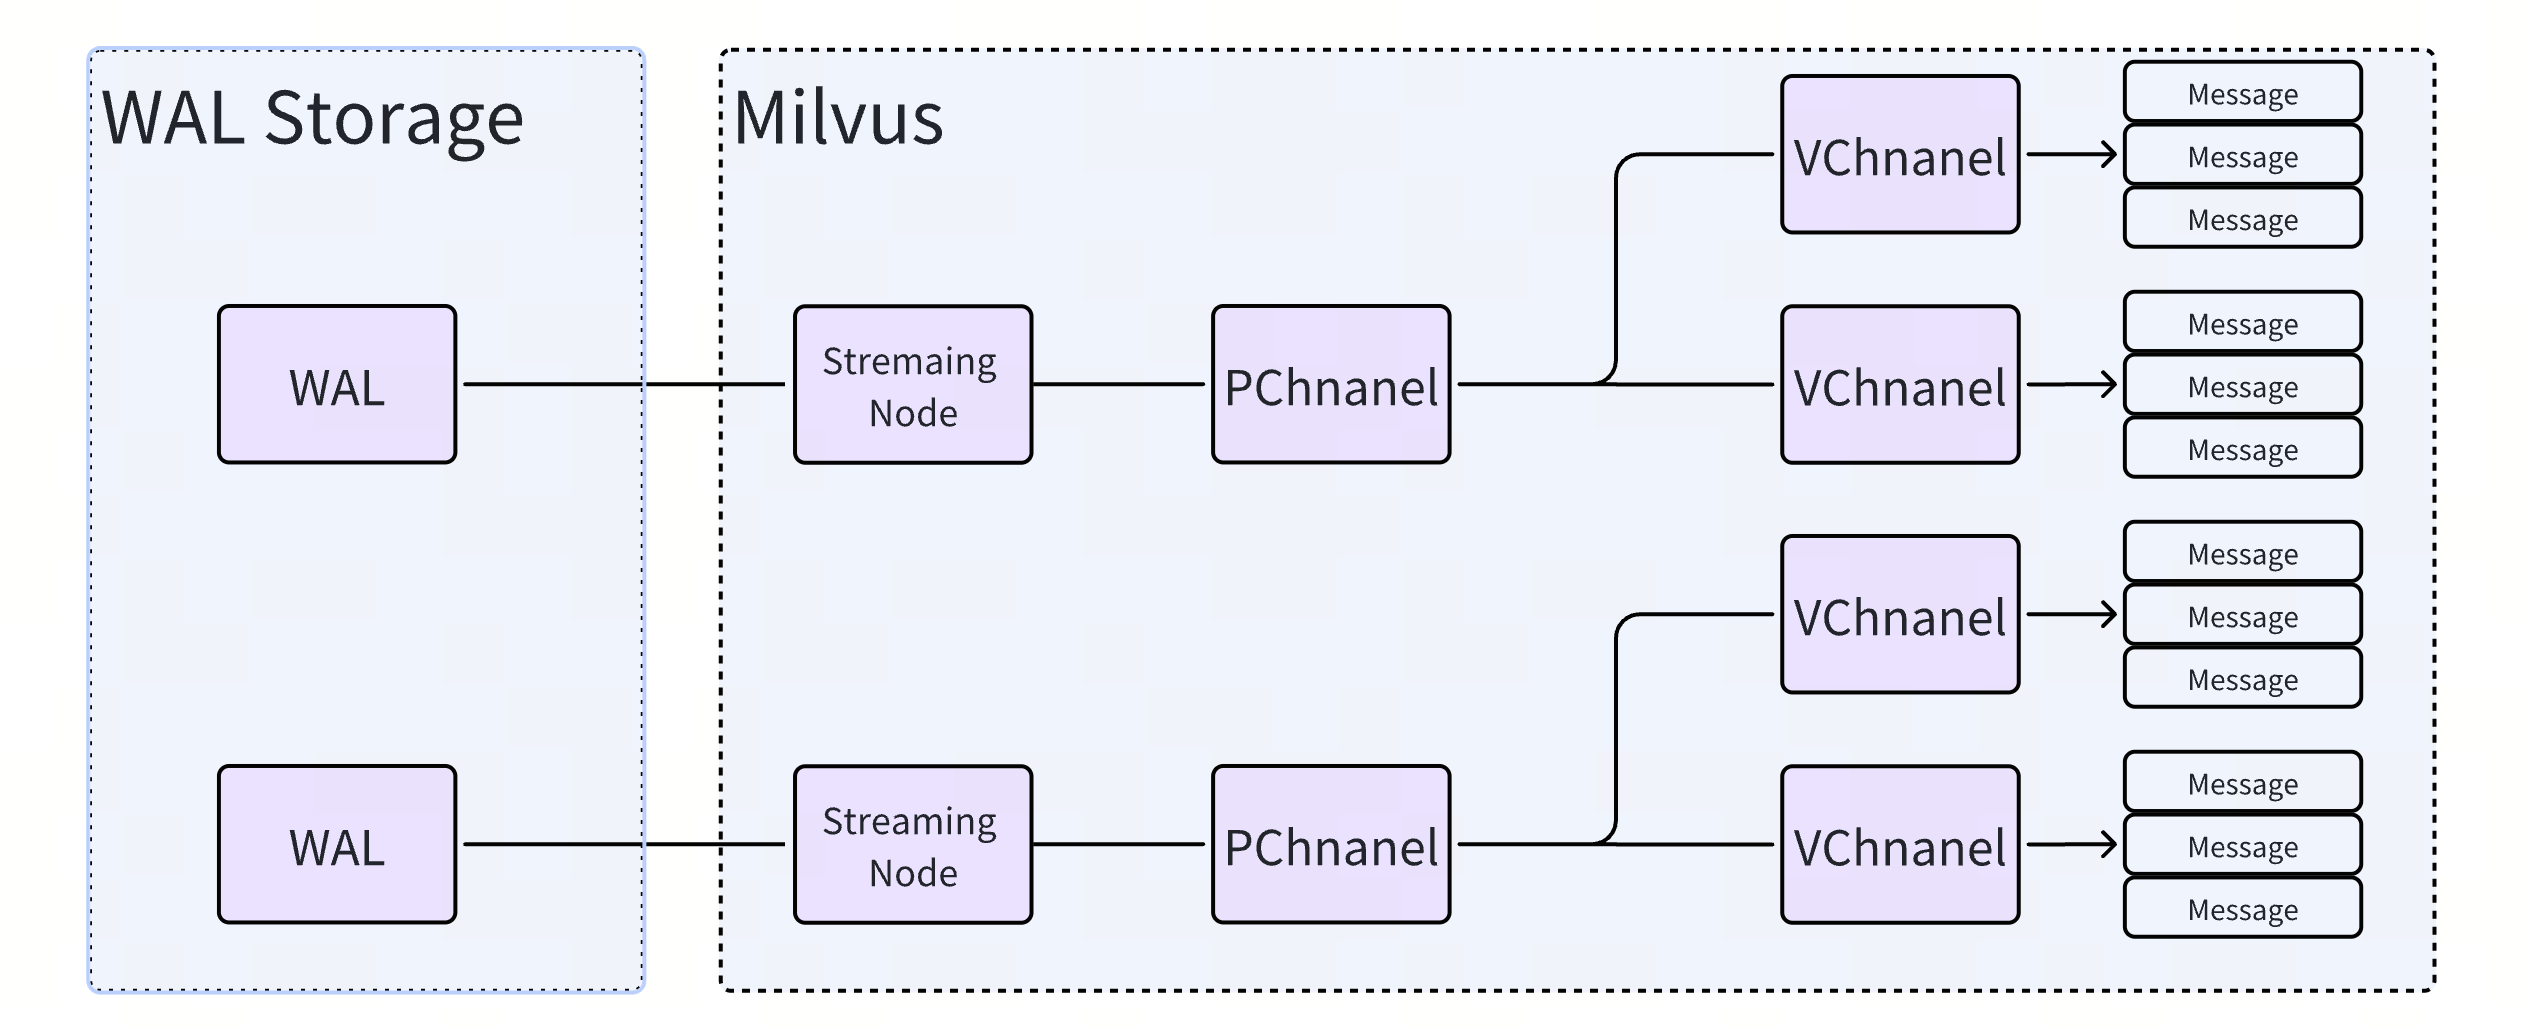 WAL Storage
Milvus
VChnanel
Message
Message
Message
WAL
Stremaing
Node
PChnanel
VChnanel
Message
Message
Message
VChnanel
Message
Message
Message
WAL
Streaming
Node
PChnanel
VChnanel
Message
Message
Message